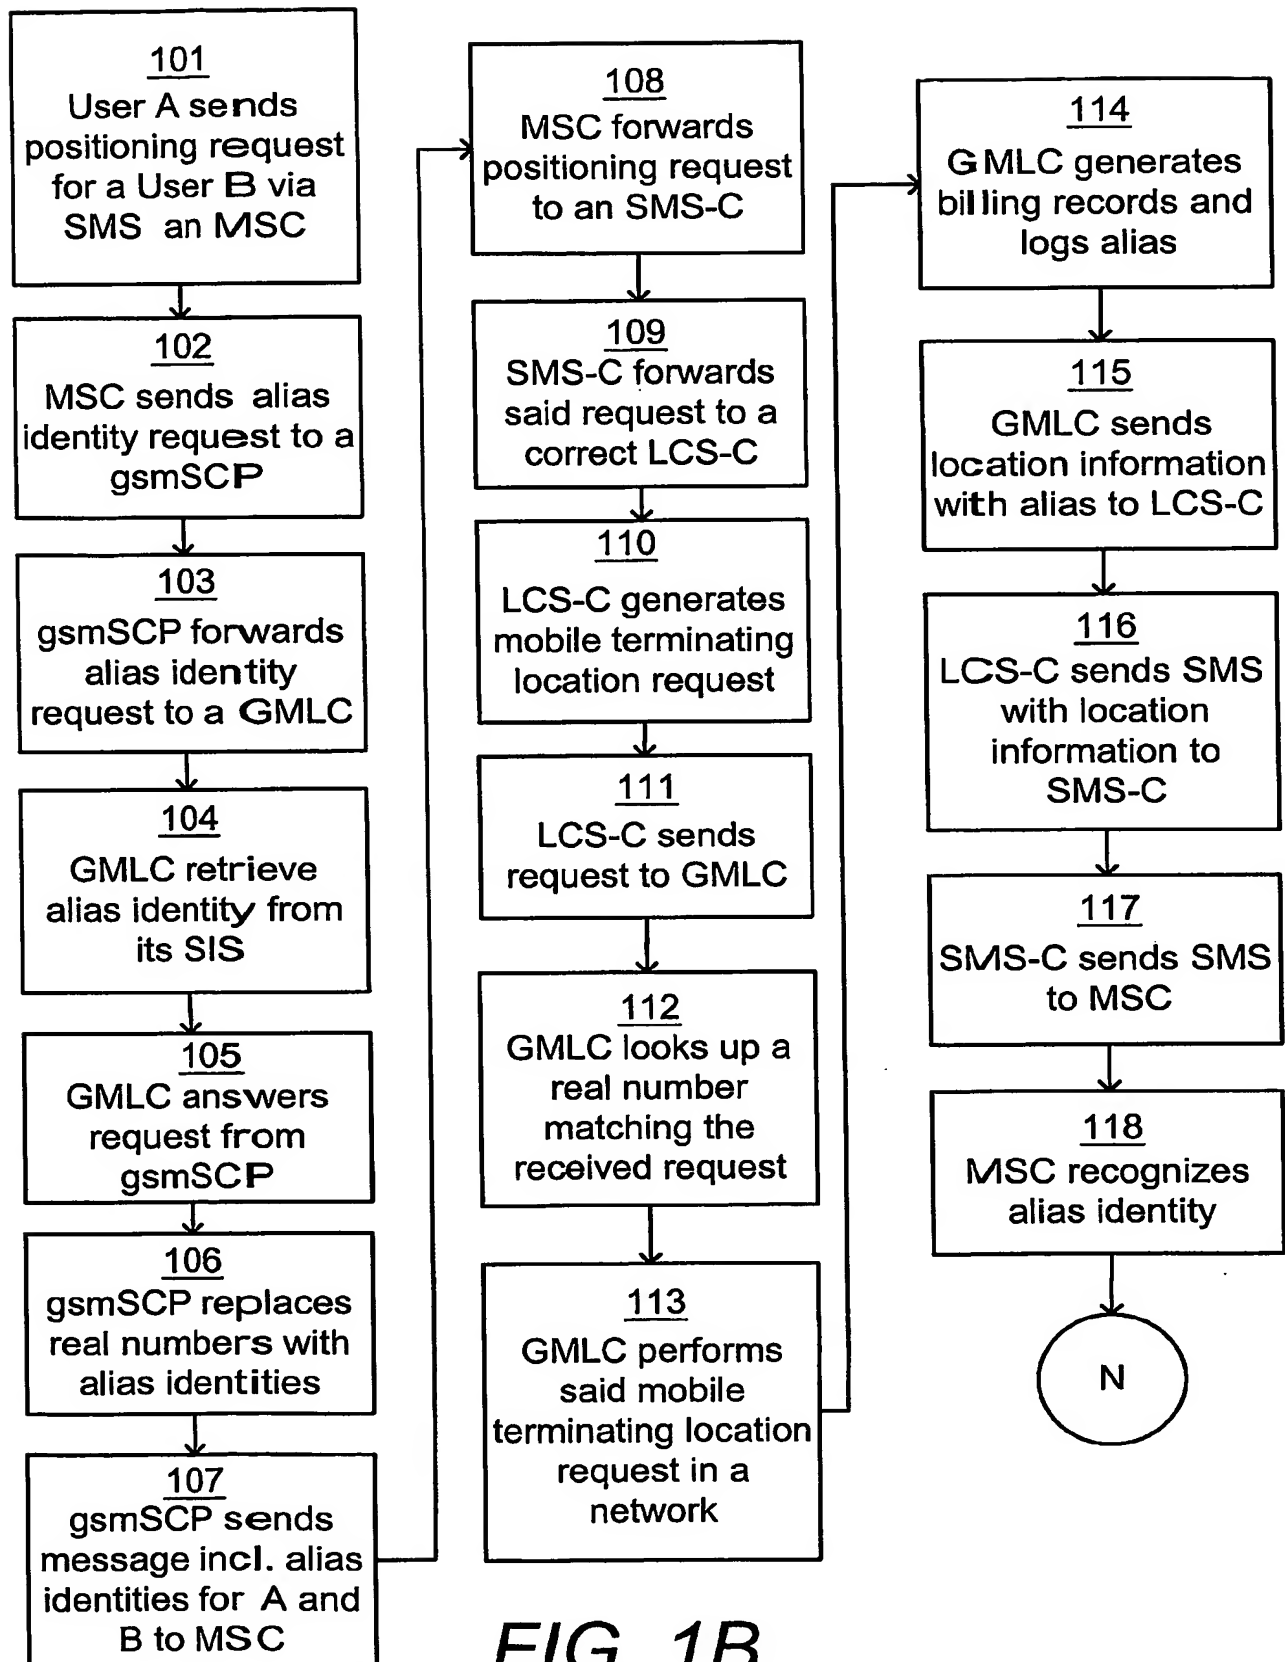 101
User A sends
positioning request
for a User B via
SMS an MSC
102
MSC sends alias
identity request to a
gsmSCP
103
gsmSCP forwards
alias identity
request to a GMLC
104
GMLC retrieve
alias identity from
its SIS
105
GMLC answers
request from
gsmSCP
106
gsmSCP replaces
real numbers with
alias identities
107
gsmSCP sends
message incl. alias
identities for A and
B to MSC
108
MSC forwards
positioning request
to an SMS-C
109
SMS-C forwards
said request to a
correct LCS-C
110
LCS-C generates
mobile terminating
location request
111
LCS-C sends
request to GMLC
112
GMLC looks up a
real number
matching the
received request
113
GMLC performs
said mobile
terminating location
request in a
network
114
GMLC generates
billing records and
logs alias
115
GMLC sends
location information
with alias to LCS-C
116
LCS-C sends SMS
with location
information to
SMS-C
117
SMS-C sends SMS
to MSC
118
MSC recognizes
alias identity
N
FIG. 1B